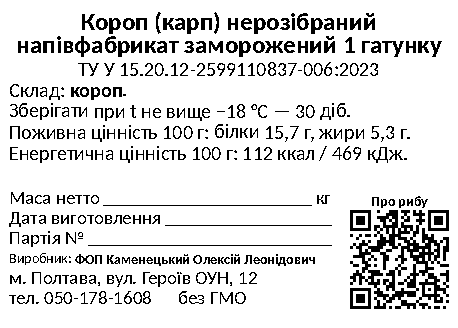 Короп (карп) нерозібраний
напівфабрикат заморожений 1 гатунку
ТУ У 15.20.12-2599110837-006:2023
Склад: короп.
Зберігати при t не вище −18 °С — 30 діб.
Поживна цінність 100 г: білки 15,7 г, жири 5,3 г.
Енергетична цінність 100 г: 112 ккал / 469 кДж.
Маса нетто ______________________ кг
Дата виготовлення __________________
Партія № __________________________
Про рибу
Виробник: ФОП Каменецький Олексій Леонідович
м. Полтава, вул. Героїв ОУН, 12
тел. 050-178-1608 без ГМО